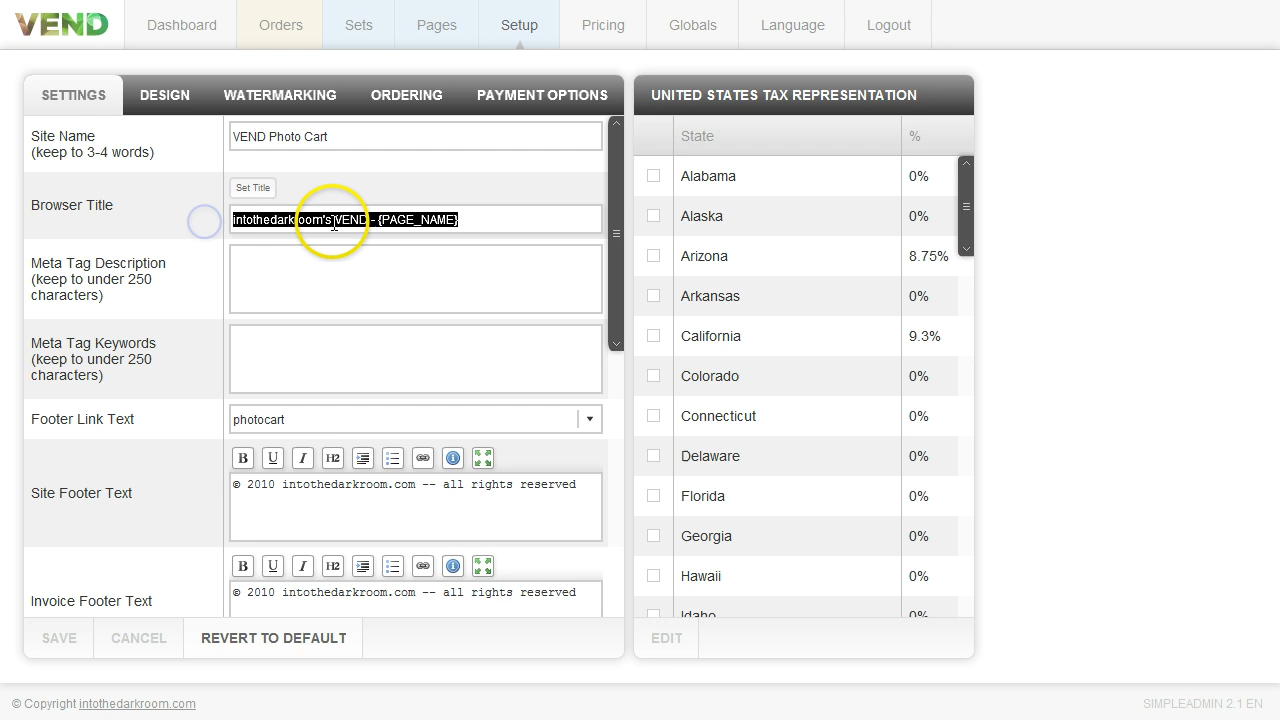 VEND
Dashboard Orders Sets Pages Setup Pricing Globals Language Logout
SETTINGS DESIGN WATERMARKING ORDERING PAYMENT OPTIONS
Site Name
(keep to 3-4 words)
VEND Photo Cart
Set Title
Browser Title
intothedarkroom's VEND - {PAGE_NAME}
Meta Tag Description
(keep to under 250
characters)
Meta Tag Keywords
(keep to under 250
characters)
Footer Link Text
photocart
B U I H2
Site Footer Text
© 2010 intothedarkroom.com -- all rights reserved
B U I H2
Invoice Footer Text
© 2010 intothedarkroom.com -- all rights reserved
SAVE CANCEL REVERT TO DEFAULT
UNITED STATES TAX REPRESENTATION
State %
Alabama 0%
Alaska 0%
Arizona 8.75%
Arkansas 0%
California 9.3%
Colorado 0%
Connecticut 0%
Delaware 0%
Florida 0%
Georgia 0%
Hawaii 0%
Idaho 0%
EDIT
© Copyright intothedarkroom.com
SIMPLEADMIN 2.1 EN